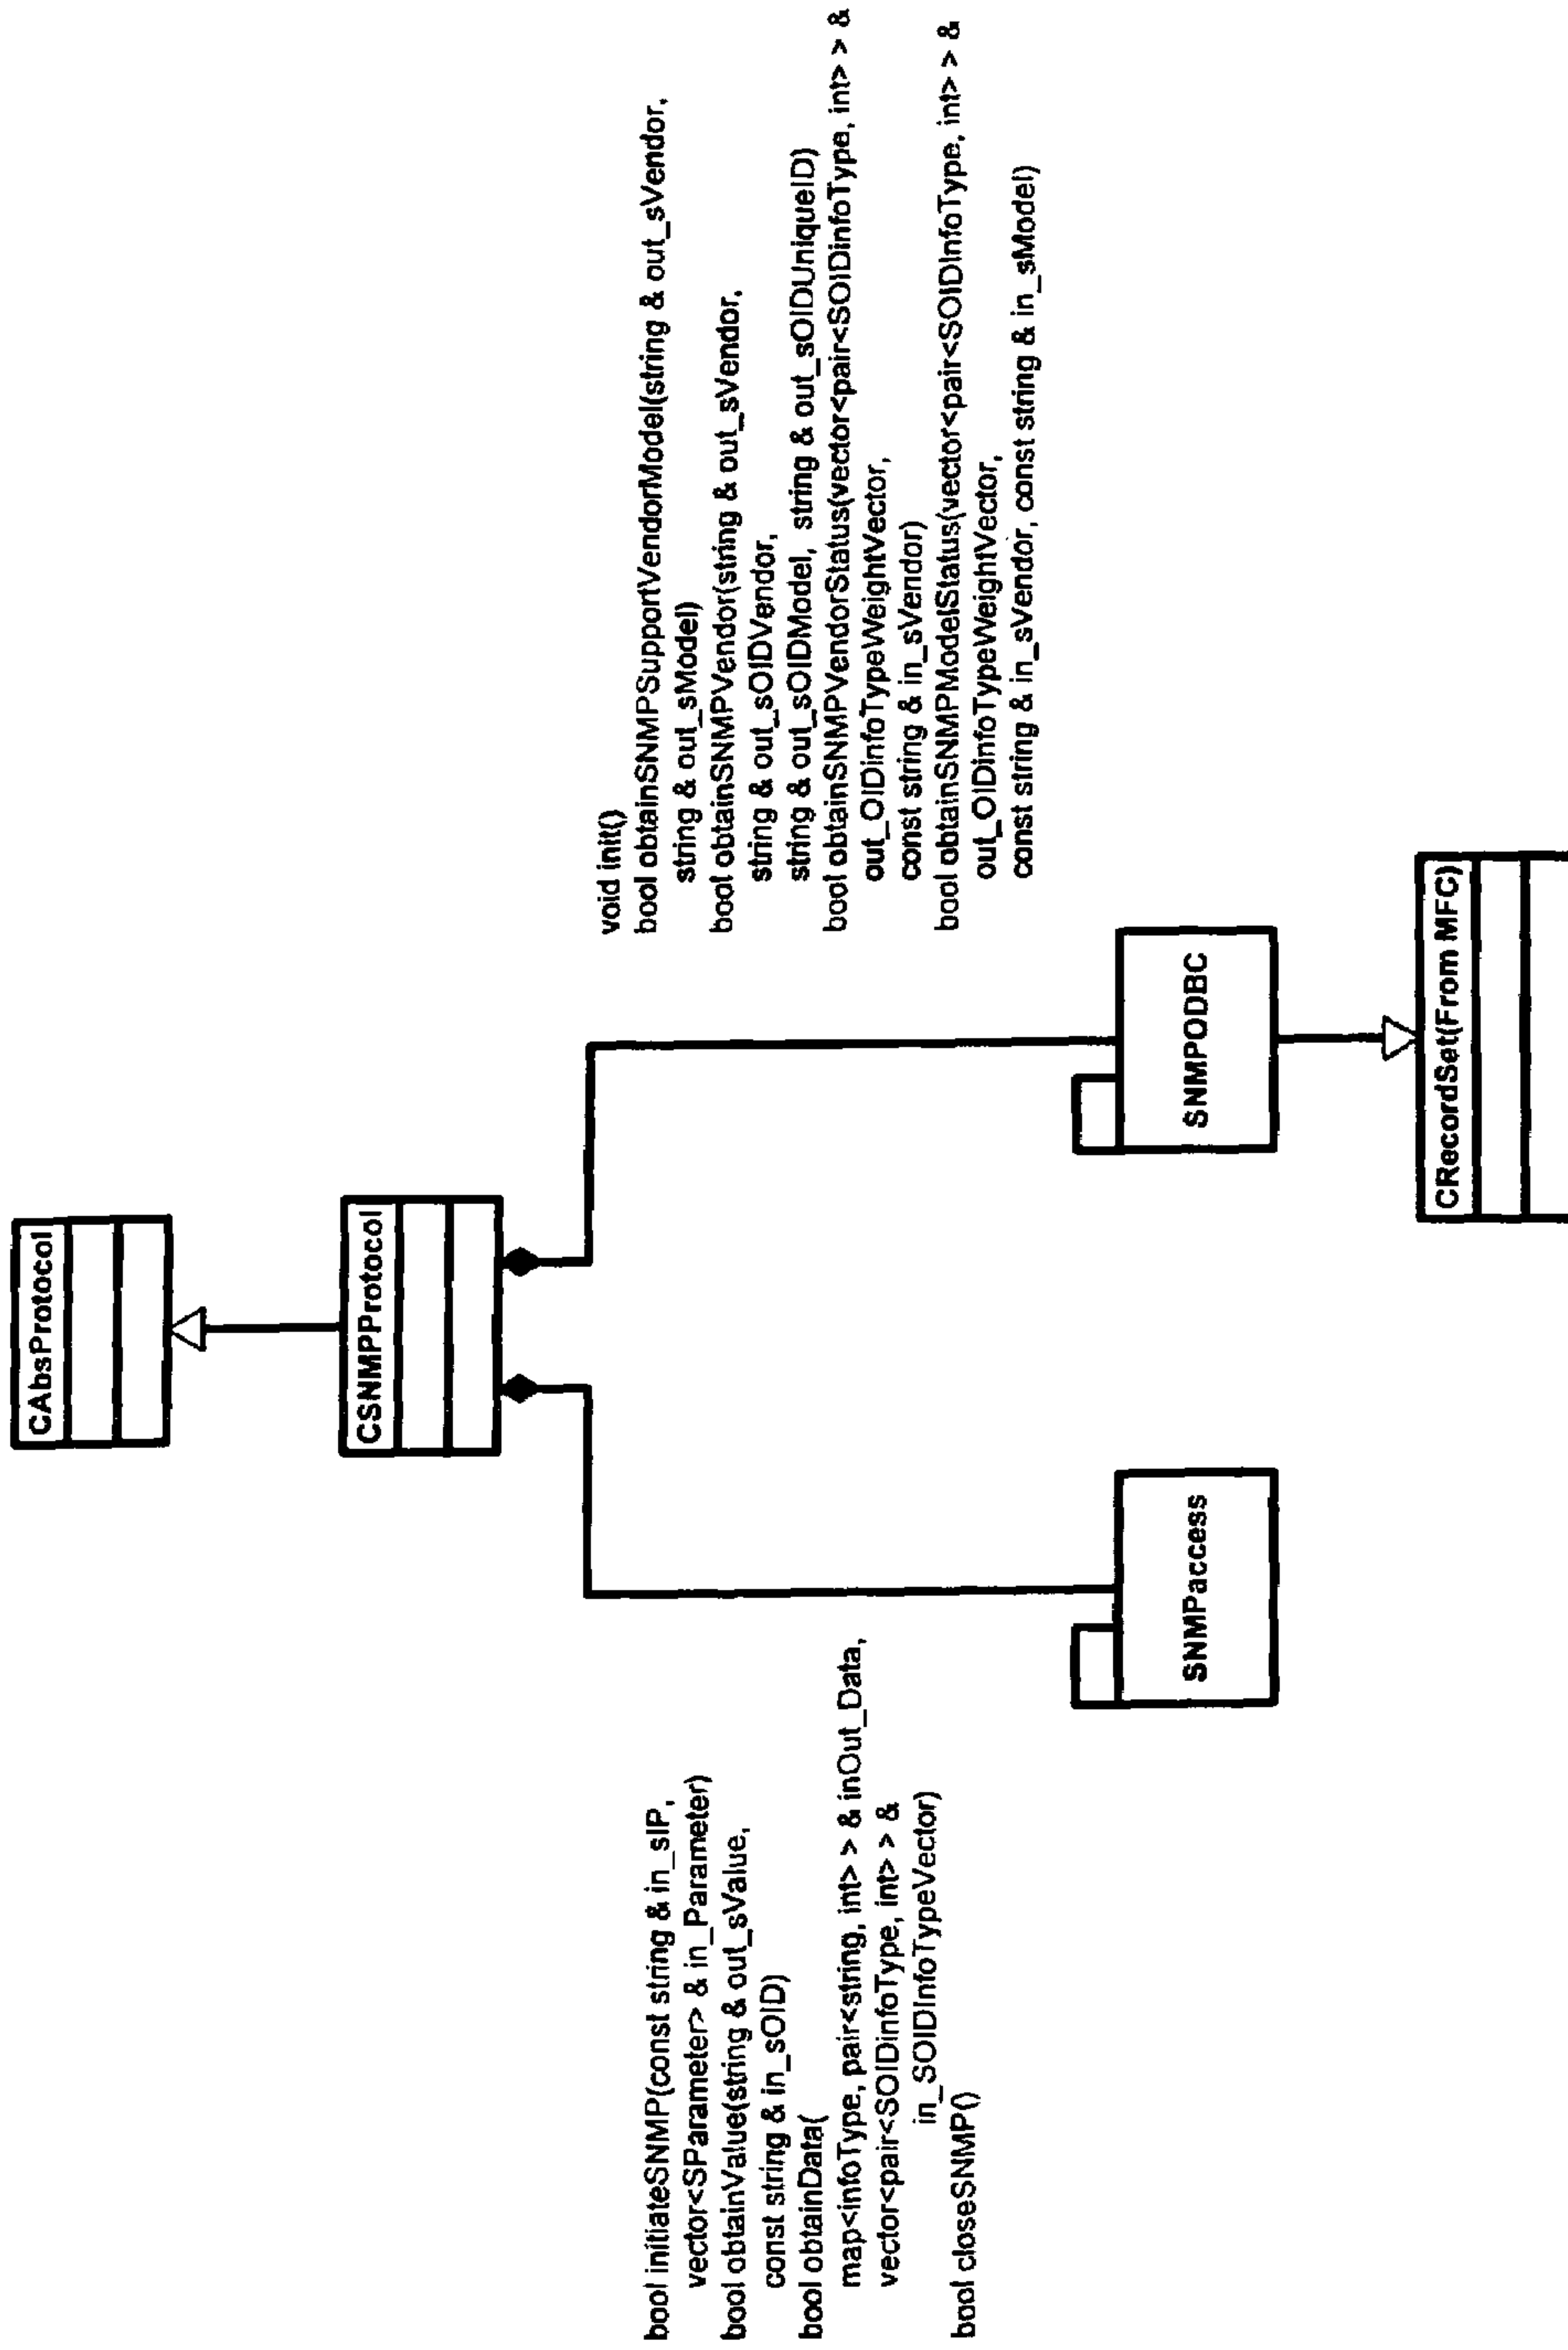 CAbsProtocol
CSNMPProtocol
bool initiateSNMP(const string & in_sIP,
vector<SParameter> & in_Parameter)
bool obtainValue(string & out_sValue,
const string & in_sOID)
bool obtainData(
map<infoType, pair<string, int> > & inOut_Data,
vector<pair<SOIDinfoType, int> > &
in_SOIDInfoTypeVector)
bool closeSNMP()
void init()
bool obtainSNMPSupportVendorModel(string & out_sVendor,
string & out_sModel)
bool obtainSNMPVendor(string & out_sVendor,
string & out_sOIDVendor,
string & out_sOIDModel, string & out_sOIDUniqueID)
bool obtainSNMPVendorStatus(vector<pair<SOIDinfoType, int> > &
out_OIDinfoTypeWeightVector,
const string & in_sVendor)
bool obtainSNMPModelStatus(vector<pair<SOIDInfoType, int> > &
out_OIDinfoTypeWeightVector,
const string & in_sVendor, const string & in_sModel)
SNMPaccess
SNMPODBC
CRecordSet(From MFC)